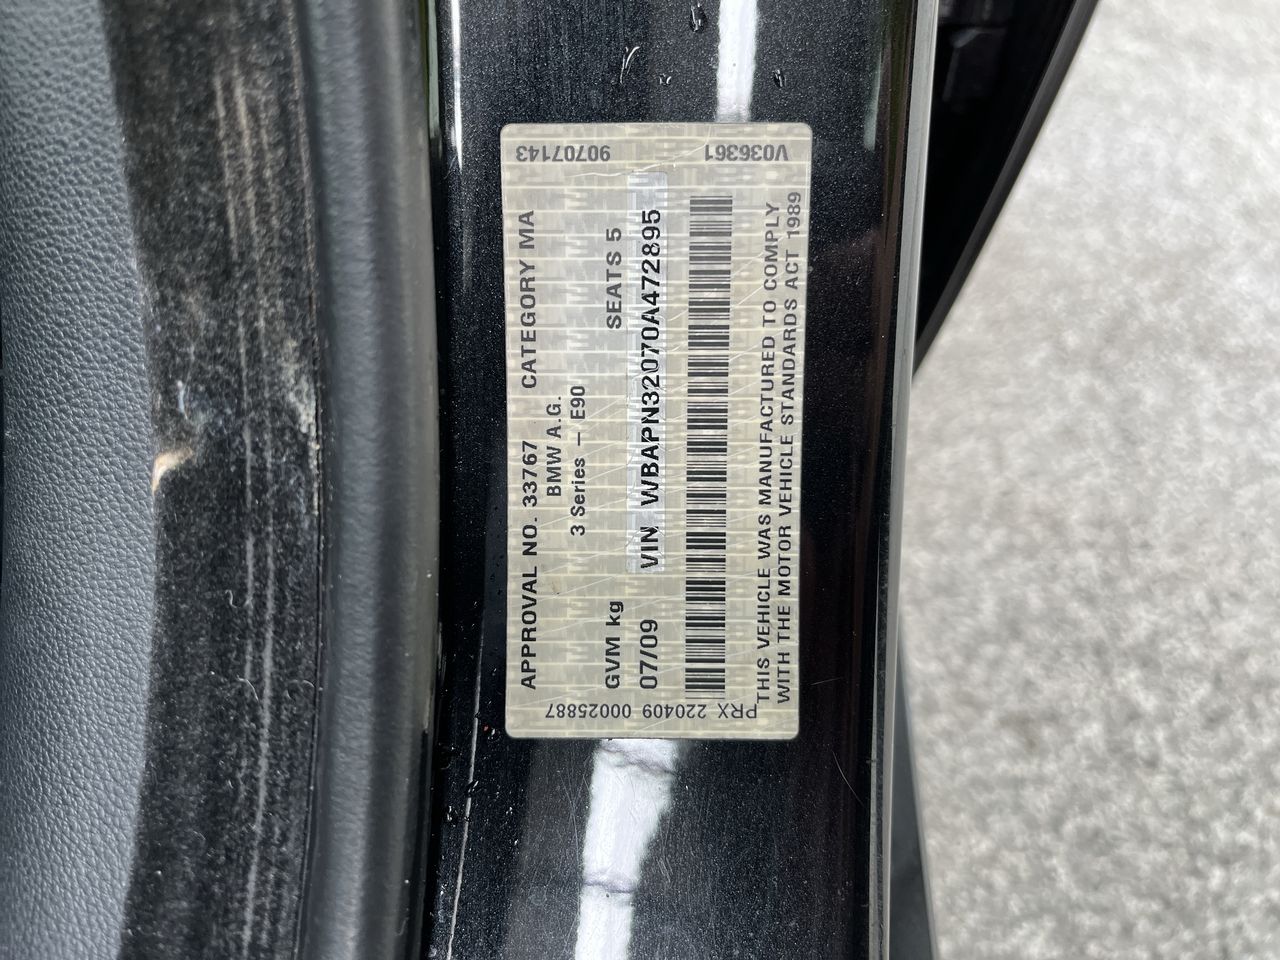 APPROVAL NO. 33767 CATEGORY MA
BMW A.G.
3 Series - E90
GVM kg SEATS 5
07/09 VIN WBAPN32070A472895
THIS VEHICLE WAS MANUFACTURED TO COMPLY
WITH THE MOTOR VEHICLE STANDARDS ACT 1989
PRX 220409 00025887
V036361 90707143